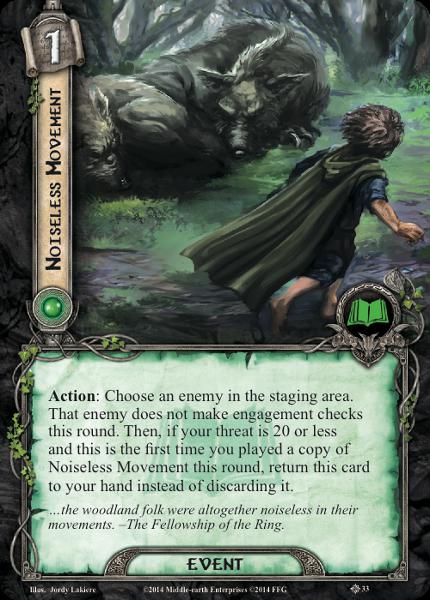 1
NOISELESS MOVEMENT
Action: Choose an enemy in the staging area.
That enemy does not make engagement checks
this round. Then, if your threat is 20 or less
and this is the first time you played a copy of
Noiseless Movement this round, return this card
to your hand instead of discarding it.
...the woodland folk were altogether noiseless in their
movements. –The Fellowship of the Ring.
EVENT
Illus. Jordy Lakiere ©2014 Middle-earth Enterprises ©2014 FFG 33